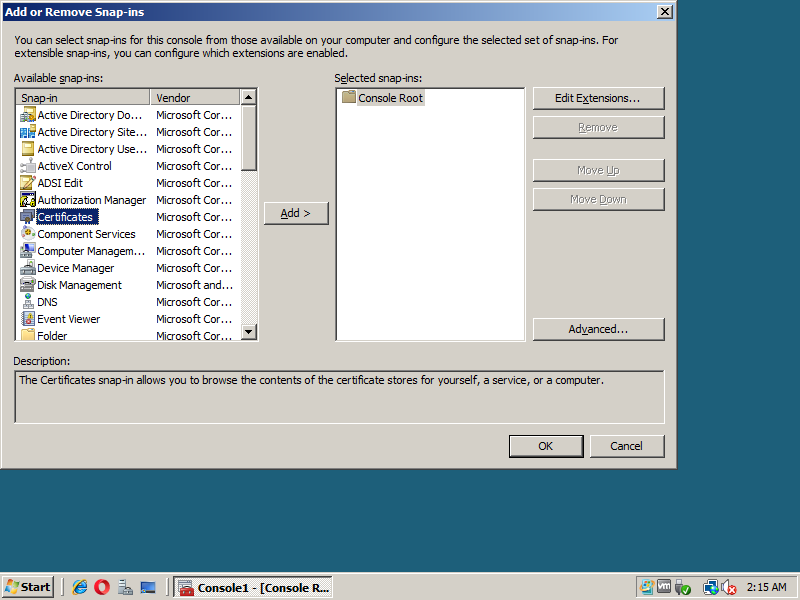 Add or Remove Snap-ins
You can select snap-ins for this console from those available on your computer and configure the selected set of snap-ins. For
extensible snap-ins, you can configure which extensions are enabled.
Available snap-ins:
Snap-in Vendor
Active Directory Do... Microsoft Cor...
Active Directory Site... Microsoft Cor...
Active Directory Use... Microsoft Cor...
ActiveX Control Microsoft Cor...
ADSI Edit Microsoft Cor...
Authorization Manager Microsoft Cor...
Certificates Microsoft Cor...
Component Services Microsoft Cor...
Computer Managem... Microsoft Cor...
Device Manager Microsoft Cor...
Disk Management Microsoft and...
DNS Microsoft Cor...
Event Viewer Microsoft Cor...
Folder Microsoft Cor...
Add >
Selected snap-ins:
Console Root
Edit Extensions...
Remove
Move Up
Move Down
Advanced...
Description:
The Certificates snap-in allows you to browse the contents of the certificate stores for yourself, a service, or a computer.
OK
Cancel
Start
Console1 - [Console R...
vm
2:15 AM